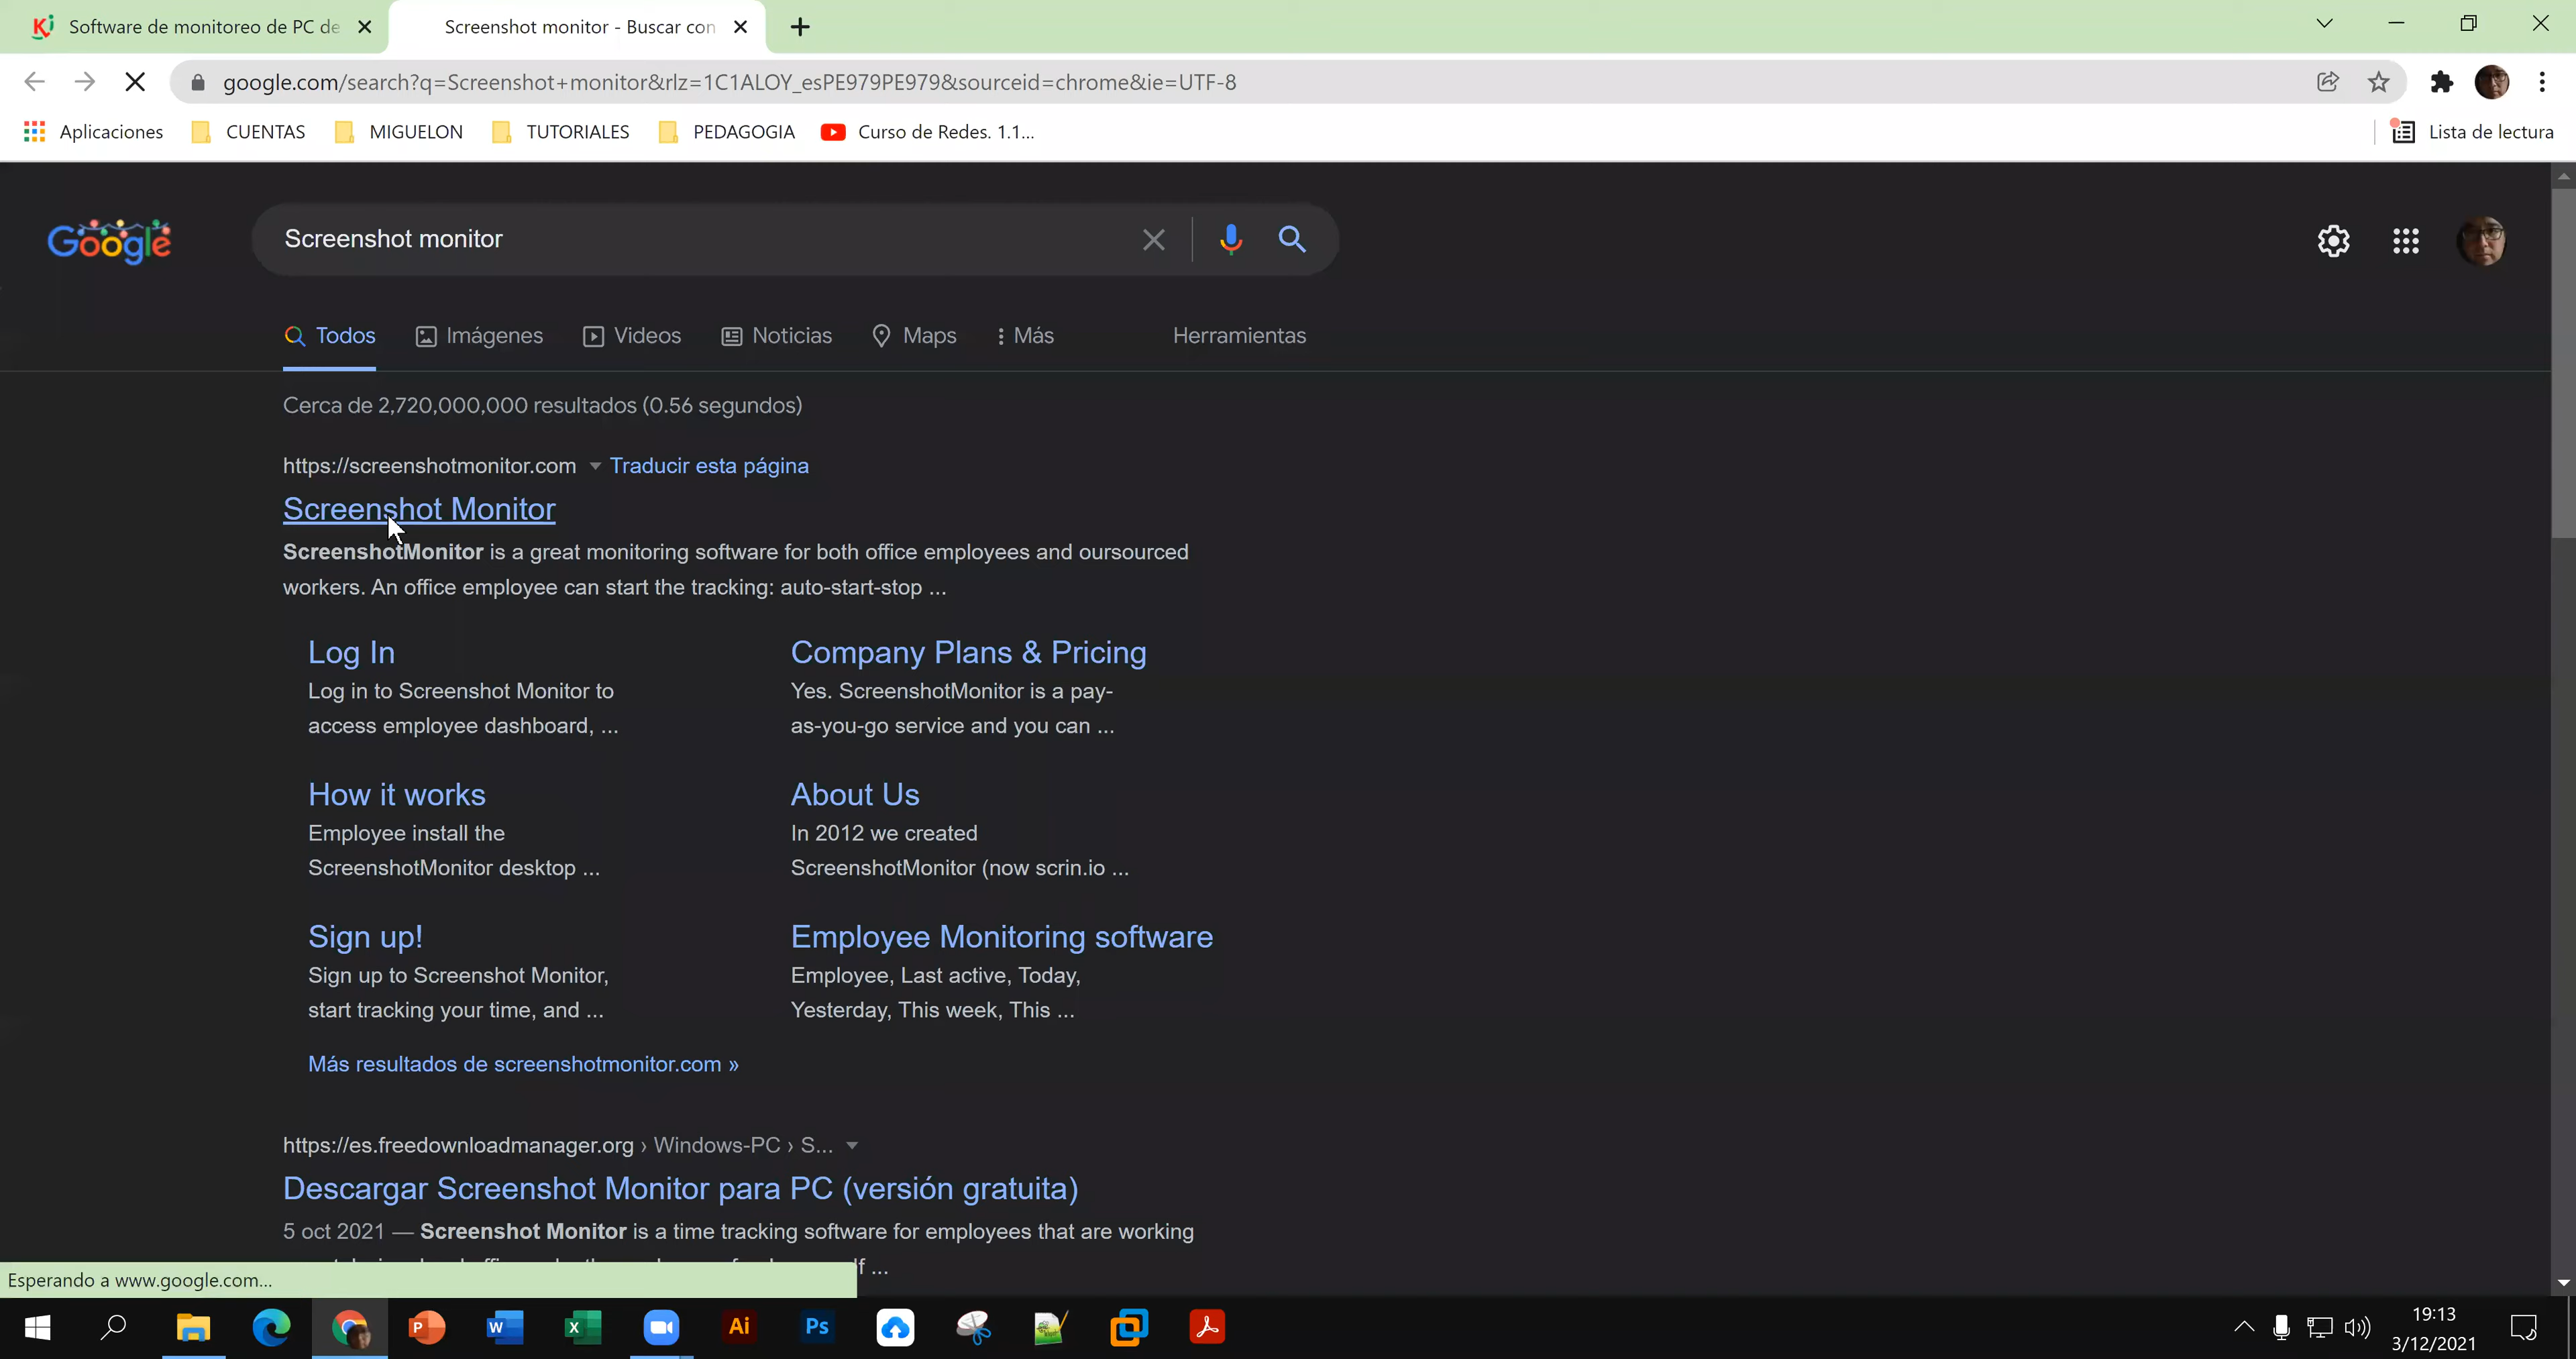 Software de monitoreo de PC de
Screenshot monitor - Buscar con
google.com/search?q=Screenshot+monitor&rlz=1C1ALOY_esPE979PE979&sourceid=chrome&ie=UTF-8
Aplicaciones CUENTAS MIGUELON TUTORIALES PEDAGOGIA Curso de Redes. 1.1... Lista de lectura
Google
Screenshot monitor
Todos Imágenes Videos Noticias Maps Más Herramientas
Cerca de 2,720,000,000 resultados (0.56 segundos)
https://screenshotmonitor.com Traducir esta página
Screenshot Monitor
ScreenshotMonitor is a great monitoring software for both office employees and oursourced
workers. An office employee can start the tracking: auto-start-stop ...
Log In
Log in to Screenshot Monitor to
access employee dashboard, ...
Company Plans & Pricing
Yes. ScreenshotMonitor is a pay-
as-you-go service and you can ...
How it works
Employee install the
ScreenshotMonitor desktop ...
About Us
In 2012 we created
ScreenshotMonitor (now scrin.io ...
Sign up!
Sign up to Screenshot Monitor,
start tracking your time, and ...
Employee Monitoring software
Employee, Last active, Today,
Yesterday, This week, This ...
Más resultados de screenshotmonitor.com »
https://es.freedownloadmanager.org › Windows-PC › S...
Descargar Screenshot Monitor para PC (versión gratuita)
5 oct 2021 — Screenshot Monitor is a time tracking software for employees that are working
Esperando a www.google.com...
19:13
3/12/2021